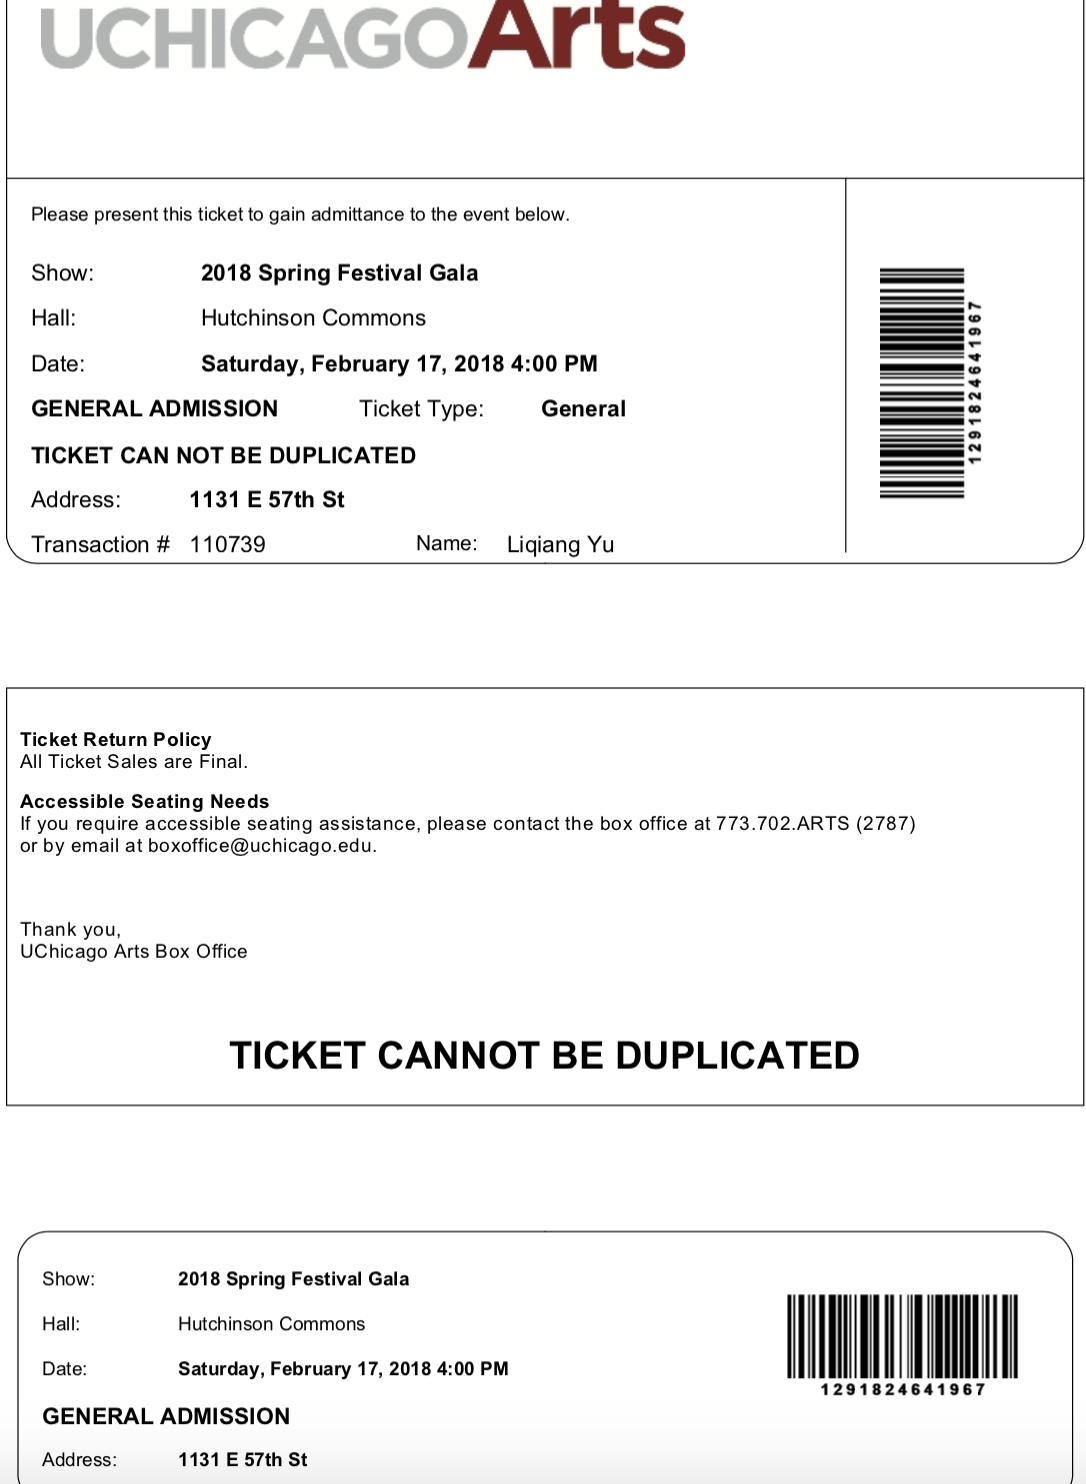 UCHICAGOArts
Please present this ticket to gain admittance to the event below.
Show: 2018 Spring Festival Gala
Hall: Hutchinson Commons
Date: Saturday, February 17, 2018 4:00 PM
GENERAL ADMISSION Ticket Type: General
TICKET CAN NOT BE DUPLICATED
Address: 1131 E 57th St
Transaction # 110739 Name: Liqiang Yu
1291824641967
Ticket Return Policy
All Ticket Sales are Final.
Accessible Seating Needs
If you require accessible seating assistance, please contact the box office at 773.702.ARTS (2787)
or by email at boxoffice@uchicago.edu.
Thank you,
UChicago Arts Box Office
TICKET CANNOT BE DUPLICATED
Show: 2018 Spring Festival Gala
Hall: Hutchinson Commons
Date: Saturday, February 17, 2018 4:00 PM
GENERAL ADMISSION
Address: 1131 E 57th St
1291824641967